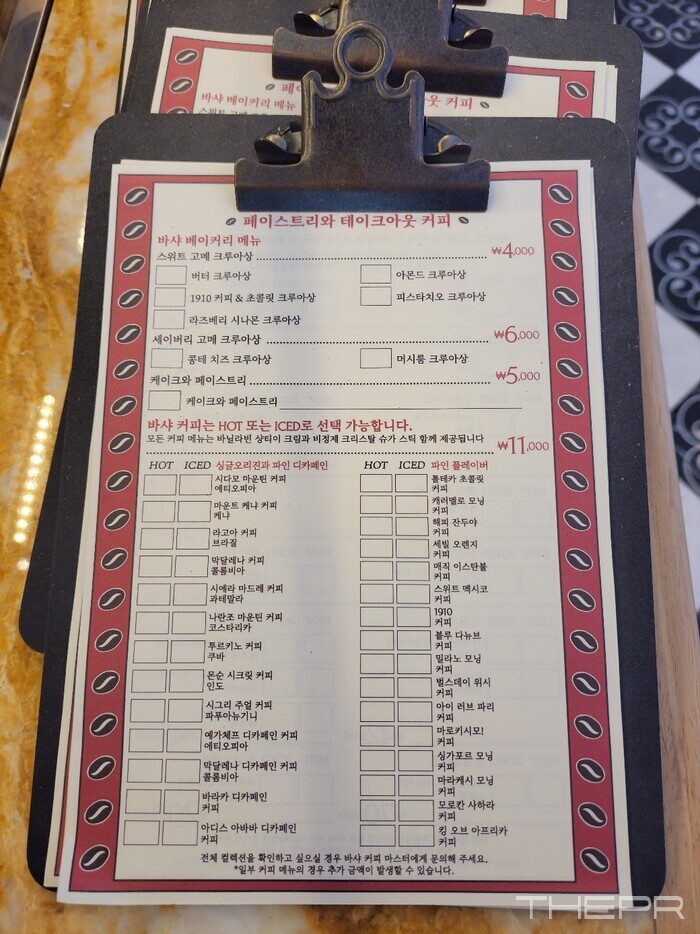 페이
웃 커피
바샤 베이커리 메뉴
스위트 고메
페이스트리와 테이크아웃 커피
바샤 베이커리 메뉴
스위트 고메 크루아상 ₩4,000
버터 크루아상 아몬드 크루아상
1910 커피 & 초콜릿 크루아상 피스타치오 크루아상
라즈베리 시나몬 크루아상
세이버리 고메 크루아상 ₩6,000
콩테 치즈 크루아상 머시룸 크루아상
케이크와 페이스트리 ₩5,000
케이크와 페이스트리
바샤 커피는 HOT 또는 ICED로 선택 가능합니다.
모든 커피 메뉴는 바닐라빈 샹티이 크림과 비정제 크리스탈 슈가 스틱 함께 제공됩니다 ₩11,000
HOT ICED 싱글오리진과 파인 디카페인
시다모 마운틴 커피
에티오피아
마운트 케냐 커피
케냐
라고아 커피
브라질
막달레나 커피
콜롬비아
시에라 마드레 커피
과테말라
나란조 마운틴 커피
코스타리카
투르키노 커피
쿠바
몬순 시크릿 커피
인도
시그리 주얼 커피
파푸아뉴기니
예가체프 디카페인 커피
에티오피아
막달레나 디카페인 커피
콜롬비아
바라카 디카페인
커피
아디스 아바바 디카페인
커피
HOT ICED 파인 플레이버
톨테카 초콜릿
커피
캐러멜로 모닝
커피
해피 잔두야
커피
세빌 오렌지
커피
매직 이스탄불
커피
스위트 멕시코
커피
1910
커피
블루 다뉴브
커피
밀라노 모닝
커피
벌스데이 위시
커피
아이 러브 파리
커피
마로키시모!
커피
싱가포르 모닝
커피
마라케시 모닝
커피
모로칸 사하라
커피
킹 오브 아프리카
커피
전체 컬렉션을 확인하고 싶으실 경우 바샤 커피 마스터에게 문의해 주세요.
*일부 커피 메뉴의 경우 추가 금액이 발생할 수 있습니다.
THEPR